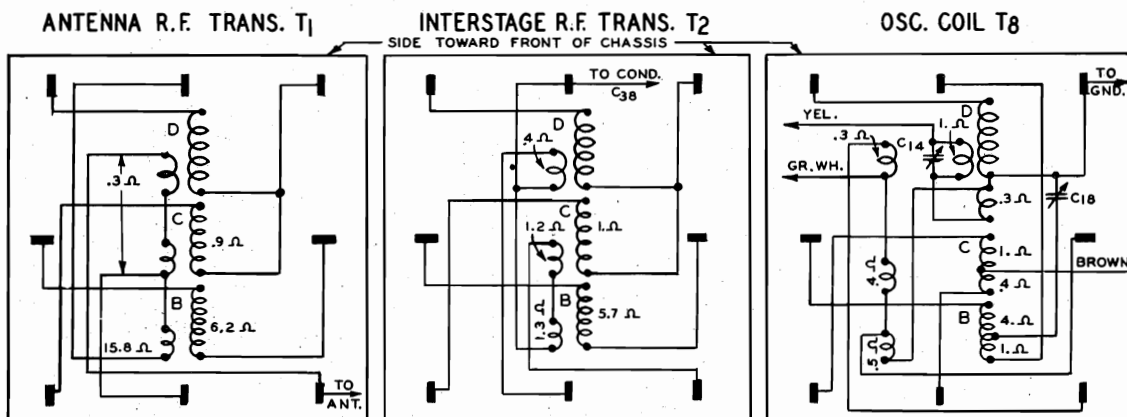 ANTENNA R.F. TRANS. T1
INTERSTAGE R.F. TRANS. T2
OSC. COIL T8
SIDE TOWARD FRONT OF CHASSIS
D
.3 Ω
C
.9 Ω
B
6.2 Ω
15.8 Ω
TO
ANT.
TO COND.
C38
D
.4 Ω
C
1.2 Ω
1. Ω
B
1.3 Ω
5.7 Ω
TO
GND.
YEL.
D
1. Ω
.3 Ω
C14
GR. WH.
C18
.3 Ω
C
1. Ω
BROWN
.4 Ω
.4 Ω
B
4. Ω
.5 Ω
1. Ω